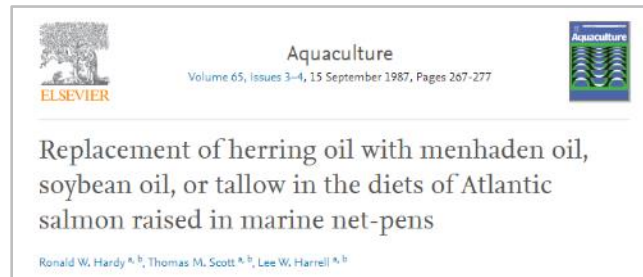 Aquaculture
Aquaculture
Volume 65, Issues 3–4, 15 September 1987, Pages 267-277
ELSEVIER
Replacement of herring oil with menhaden oil,
soybean oil, or tallow in the diets of Atlantic
salmon raised in marine net-pens
Ronald W. Hardy a, b, Thomas M. Scott a, b, Lee W. Harrell a, b